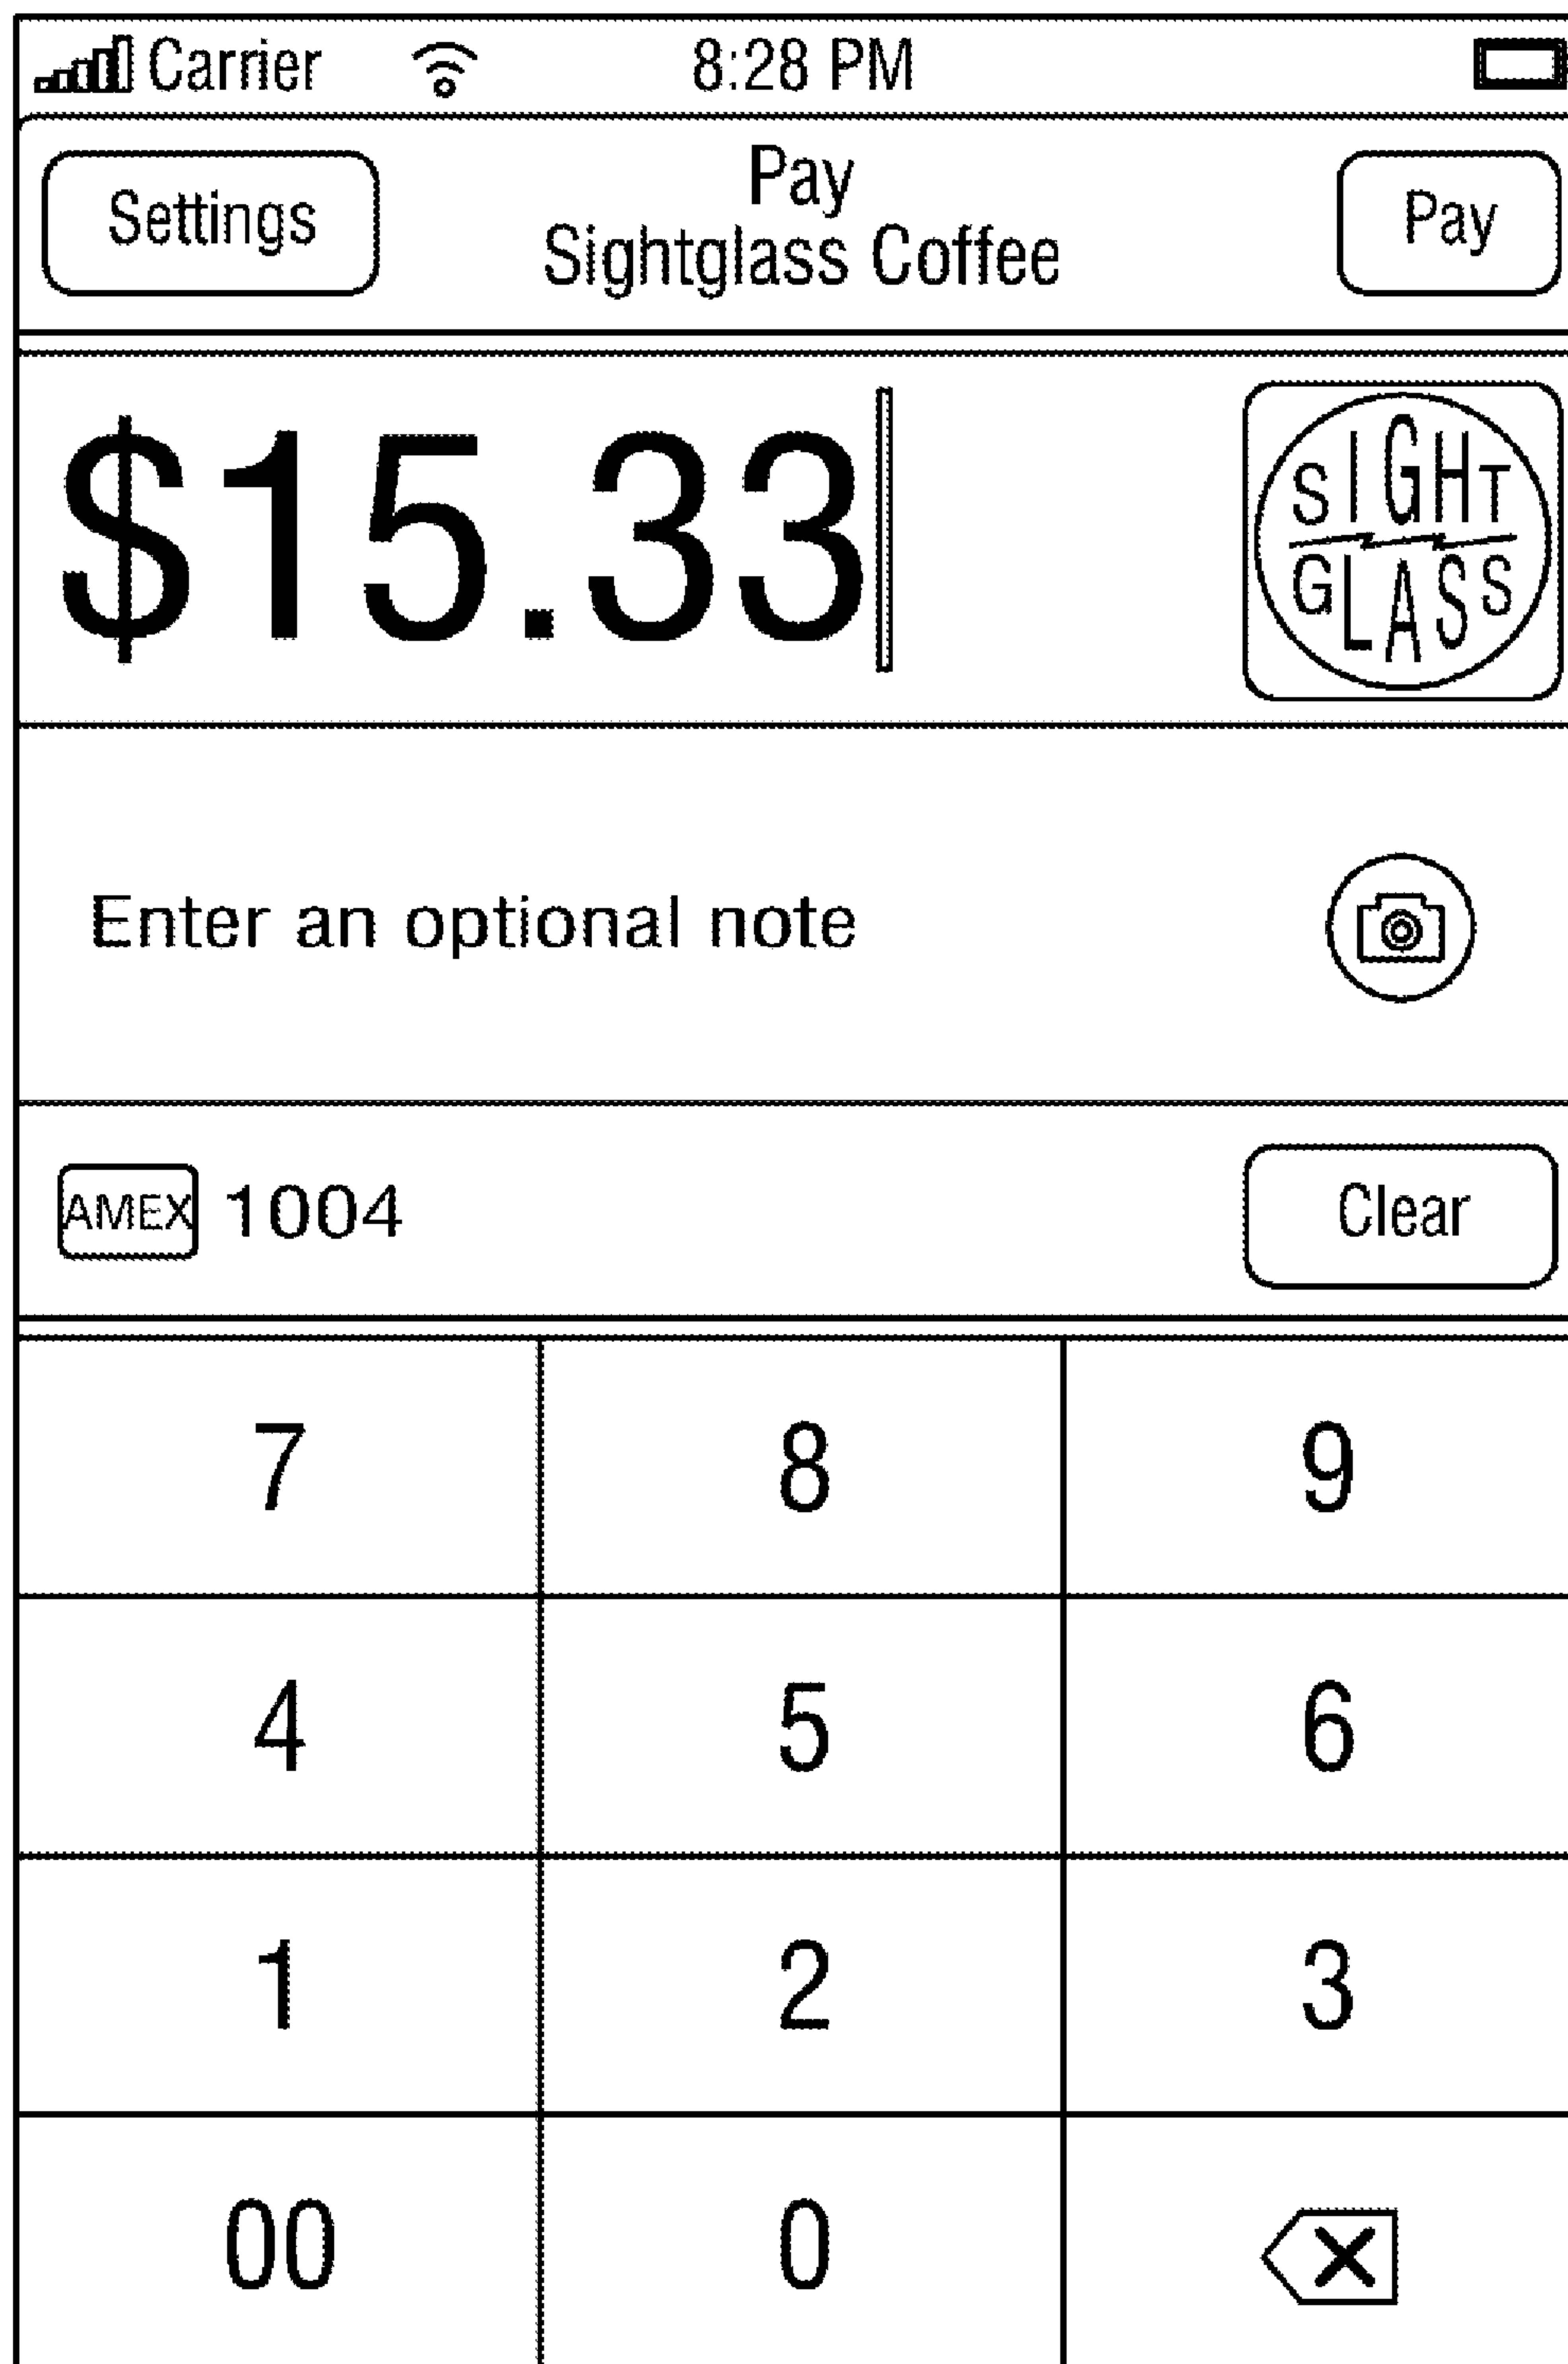 Carrier 8:28 PM
Settings
Pay
Sightglass Coffee
Pay
$15.33
SIGHT
GLASS
Enter an optional note
AMEX 1004
Clear
7 8 9
4 5 6
1 2 3
00 0